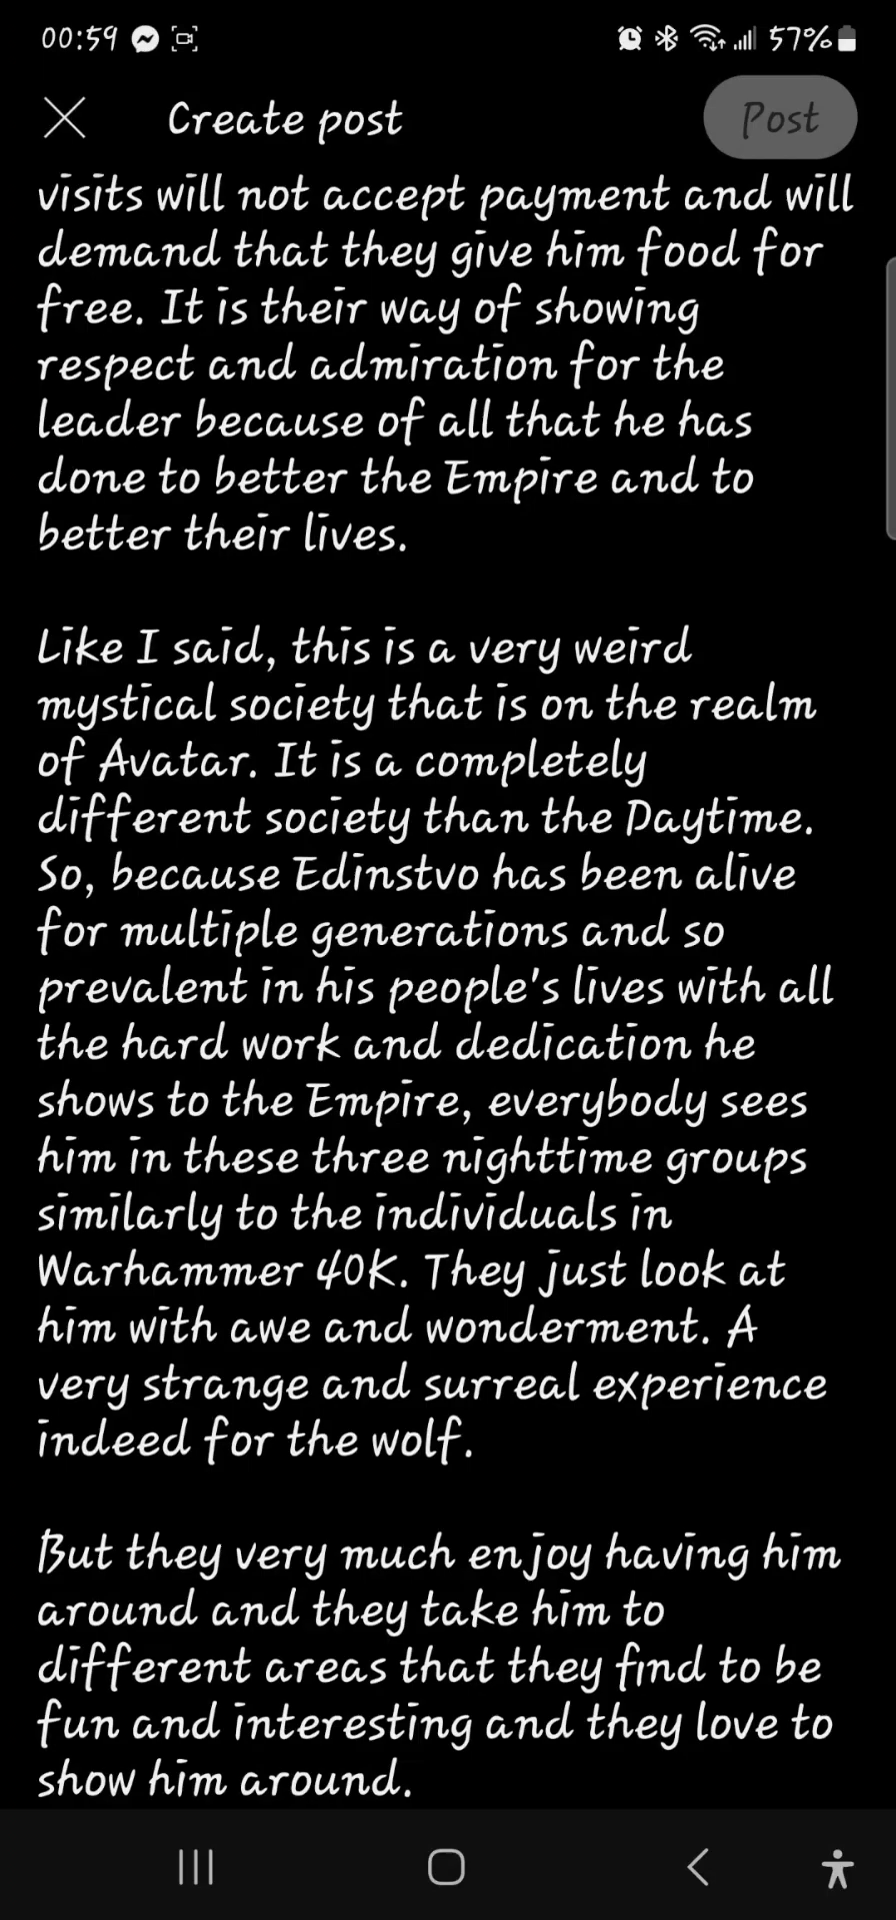 00:59
57%
Create post
Post
visits will not accept payment and will
demand that they give him food for
free. It is their way of showing
respect and admiration for the
leader because of all that he has
done to better the Empire and to
better their lives.
Like I said, this is a very weird
mystical society that is on the realm
of Avatar. It is a completely
different society than the Daytime.
So, because Edinstvo has been alive
for multiple generations and so
prevalent in his people's lives with all
the hard work and dedication he
shows to the Empire, everybody sees
him in these three nighttime groups
similarly to the individuals in
Warhammer 40K. They just look at
him with awe and wonderment. A
very strange and surreal experience
indeed for the wolf.
But they very much enjoy having him
around and they take him to
different areas that they find to be
fun and interesting and they love to
show him around.